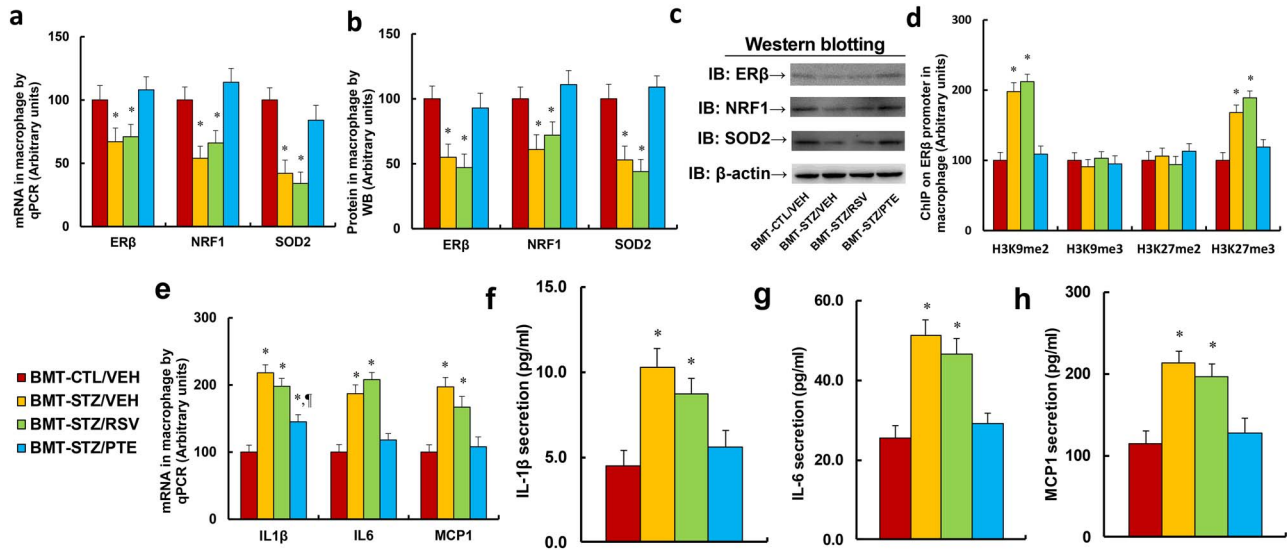 a
mRNA in macrophage by
qPCR (Arbitrary units)
150
100
50
0
* * * * * *
ERβ NRF1 SOD2
b
Protein in macrophage by
WB (Arbitrary units)
150
100
50
0
* * * * * *
ERβ NRF1 SOD2
c
Western blotting
IB: ERβ→
IB: NRF1→
IB: SOD2→
IB: β-actin→
BMT-CTL/VEH
BMT-STZ/VEH
BMT-STZ/RSV
BMT-STZ/PTE
d
ChIP on ERβ promoter in
macrophage (Arbitrary units)
300
200
100
0
* * * *
H3K9me2 H3K9me3 H3K27me2 H3K27me3
BMT-CTL/VEH
BMT-STZ/VEH
BMT-STZ/RSV
BMT-STZ/PTE
e
mRNA in macrophage by
qPCR (Arbitrary units)
300
200
100
0
* * *,¶ * * * *
IL1β IL6 MCP1
f
IL-1β secretion (pg/ml)
15.0
10.0
5.0
0.0
* *
g
IL-6 secretion (pg/ml)
60.0
40.0
20.0
0.0
* *
h
MCP1 secretion (pg/ml)
300
200
100
0
* *